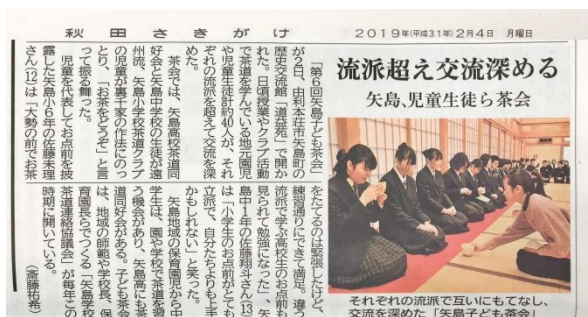 秋田さきがけ 2019年(平成31年)2月4日 月曜日
流派超え交流深める
矢島、児童生徒ら茶会
「第6回矢島子ども茶会」
が2日、由利本荘市矢島町の
歴史交流館「道益苑」で開か
れた。日頃授業やクラブ活動
で茶道を学んでいる地元園児
や児童生徒計約40人が、それ
ぞれの流派を超えて交流を深
めた。
茶会では、矢島高校茶道同
好会と矢島中学校の生徒が遠
州流、矢島小学校茶道クラブ
の児童が裏千家の作法にのっ
とり、「お茶をどうぞ」と言
って振る舞った。
児童を代表してお点前を披
露した矢島小6年の佐藤未理
さん(12)は「大勢の前でお茶
をたてるのは緊張したけど、
練習通りにできて満足。違う
流派で学ぶ高校生のお点前も
見られて勉強になった」、矢
島中1年の佐藤翔斗さん(13)
は「小学生のお点前がとても
立派で、自分たちよりも上手
かもしれない」と笑った。
矢島地域の保育園児から中
学生は、園や学校で茶道を習
う機会があり、矢島高にも茶
道同好会がある。子ども茶会
は、地域の師範や学校長、保
育園長らでつくる「矢島学校
茶道連絡協議会」が毎年この
時期に開いている。
(斎藤祐希)
それぞれの流派で互いにもてなし、
交流を深めた「矢島子ども茶会」